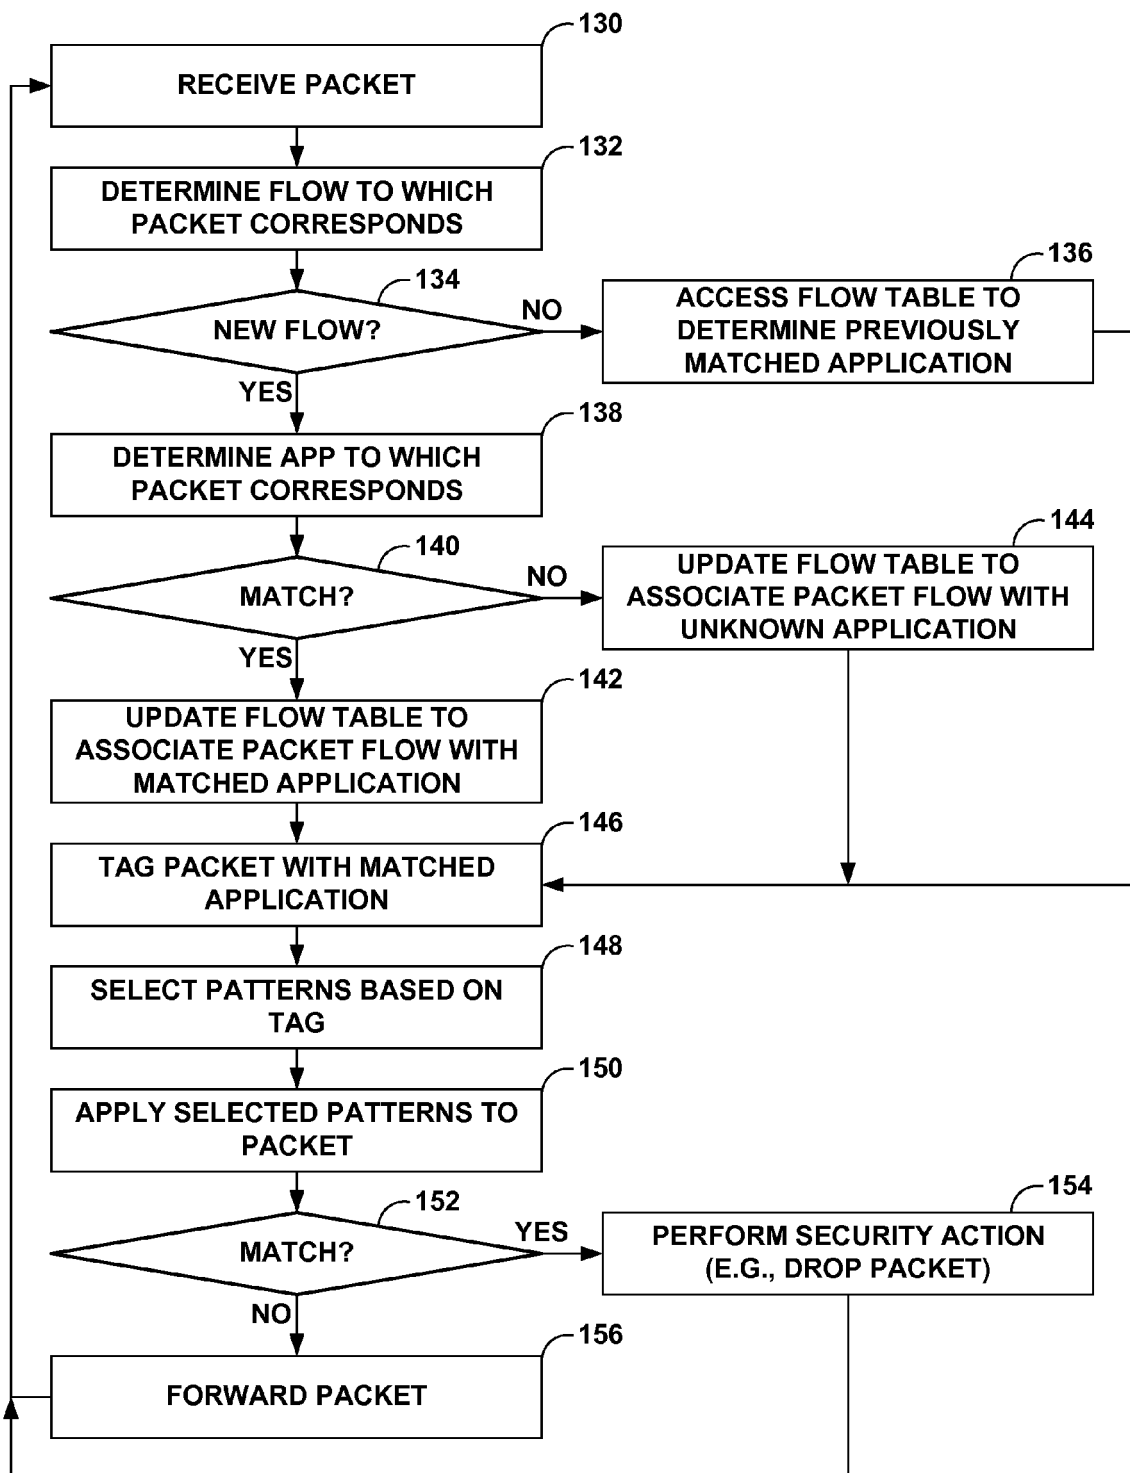 130
RECEIVE PACKET
132
DETERMINE FLOW TO WHICH
PACKET CORRESPONDS
134
NEW FLOW?
NO
136
ACCESS FLOW TABLE TO
DETERMINE PREVIOUSLY
MATCHED APPLICATION
YES
138
DETERMINE APP TO WHICH
PACKET CORRESPONDS
140
MATCH?
NO
144
UPDATE FLOW TABLE TO
ASSOCIATE PACKET FLOW WITH
UNKNOWN APPLICATION
YES
142
UPDATE FLOW TABLE TO
ASSOCIATE PACKET FLOW WITH
MATCHED APPLICATION
146
TAG PACKET WITH MATCHED
APPLICATION
148
SELECT PATTERNS BASED ON
TAG
150
APPLY SELECTED PATTERNS TO
PACKET
152
MATCH?
YES
154
PERFORM SECURITY ACTION
(E.G., DROP PACKET)
NO
156
FORWARD PACKET